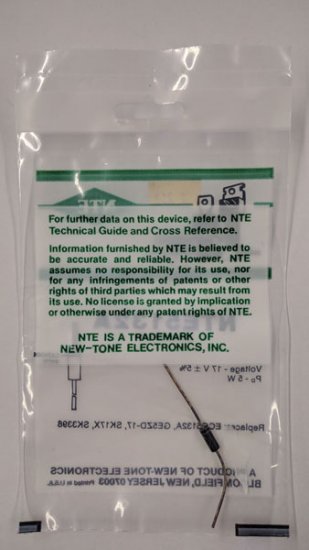 NTE
For further data on this device, refer to NTE
Technical Guide and Cross Reference.
Information furnished by NTE is believed to
be accurate and reliable. However, NTE
assumes no responsibility for its use, nor
for any infringements of patents or other
rights of third parties which may result from
its use. No license is granted by implication
or otherwise under any patent rights of NTE.
NTE IS A TRADEMARK OF
NEW-TONE ELECTRONICS, INC.
NTE5132A
Voltage - 17 V ± 5%
PD - 5 W
Replaces ECG5132A, GEZD-17, SK17X, SK3398
A PRODUCT OF NEW-TONE ELECTRONICS
BLOOMFIELD, NEW JERSEY 07003 Printed in U.S.A.